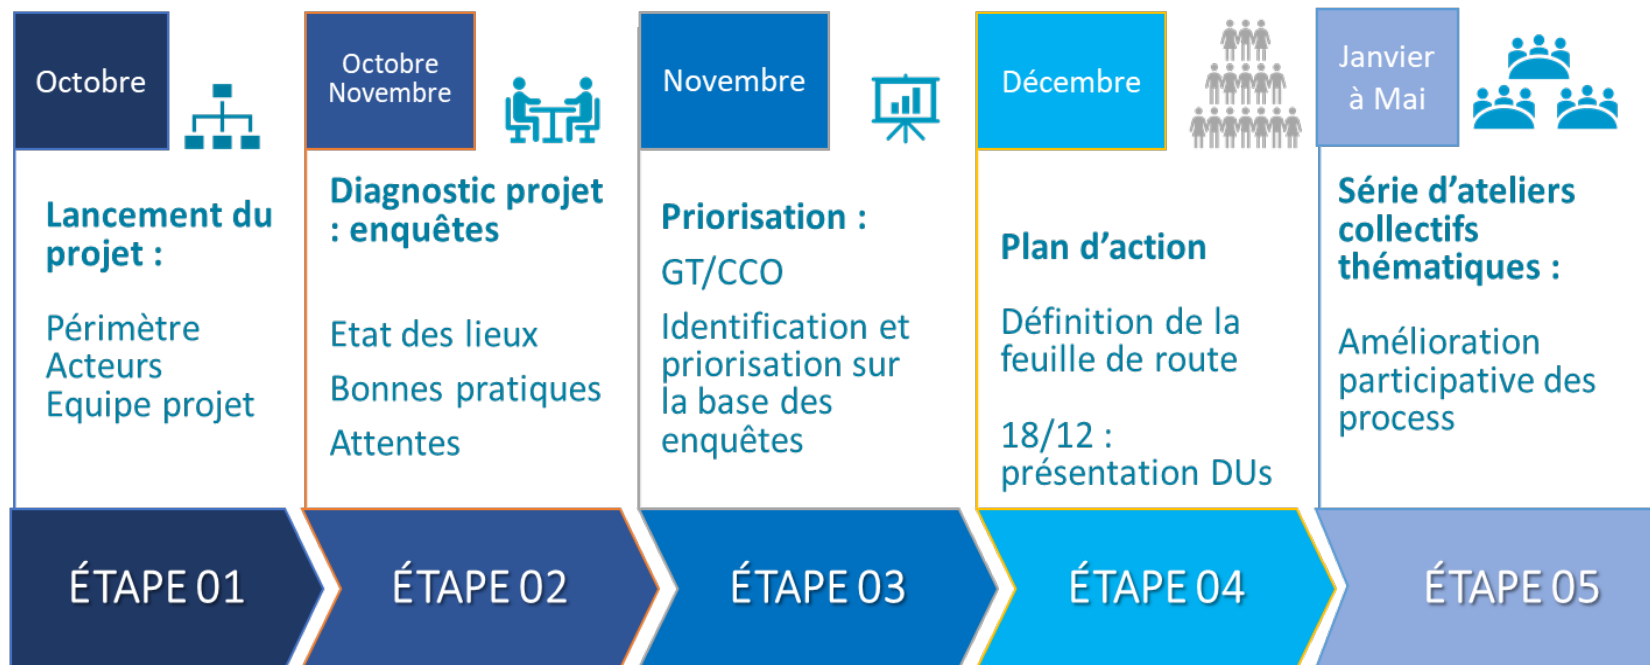 Octobre
Lancement du
projet :
Périmètre
Acteurs
Equipe projet
ÉTAPE 01
Octobre
Novembre
Diagnostic projet
: enquêtes
Etat des lieux
Bonnes pratiques
Attentes
ÉTAPE 02
Novembre
Priorisation :
GT/CCO
Identification et
priorisation sur
la base des
enquêtes
ÉTAPE 03
Décembre
Plan d’action
Définition de la
feuille de route
18/12 :
présentation DUs
ÉTAPE 04
Janvier
à Mai
Série d’ateliers
collectifs
thématiques :
Amélioration
participative des
process
ÉTAPE 05